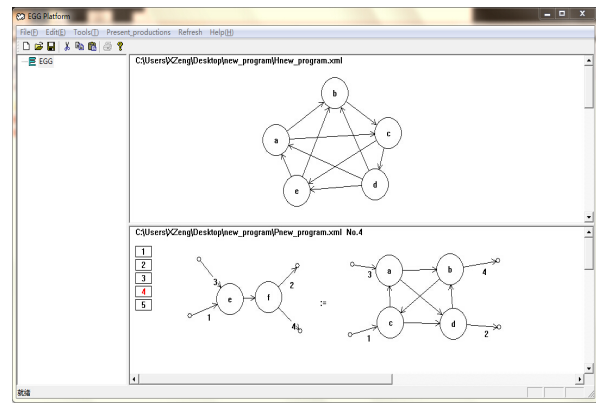 EGG Platform
File(F) Edit(E) Tools(T) Present_productions Refresh Help(H)
EGG
C:\Users\XZeng\Desktop\new_program\Hnew_program.xml
b
a
c
e
d
C:\Users\XZeng\Desktop\new_program\Pnew_program.xml No.4
1
2
3
4
5
3
e
f
1
2
4
:=
3
a
b
4
c
d
1
2
就绪